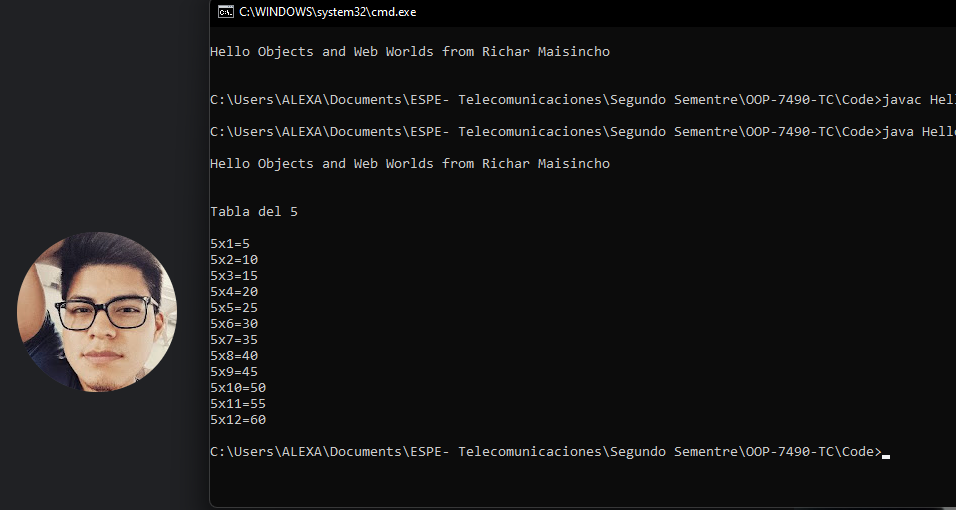 C:\WINDOWS\system32\cmd.exe
Hello Objects and Web Worlds from Richar Maisincho
C:\Users\ALEXA\Documents\ESPE- Telecomunicaciones\Segundo Sementre\OOP-7490-TC\Code>javac Hell
C:\Users\ALEXA\Documents\ESPE- Telecomunicaciones\Segundo Sementre\OOP-7490-TC\Code>java Hello
Hello Objects and Web Worlds from Richar Maisincho
Tabla del 5
5x1=5
5x2=10
5x3=15
5x4=20
5x5=25
5x6=30
5x7=35
5x8=40
5x9=45
5x10=50
5x11=55
5x12=60
C:\Users\ALEXA\Documents\ESPE- Telecomunicaciones\Segundo Sementre\OOP-7490-TC\Code>